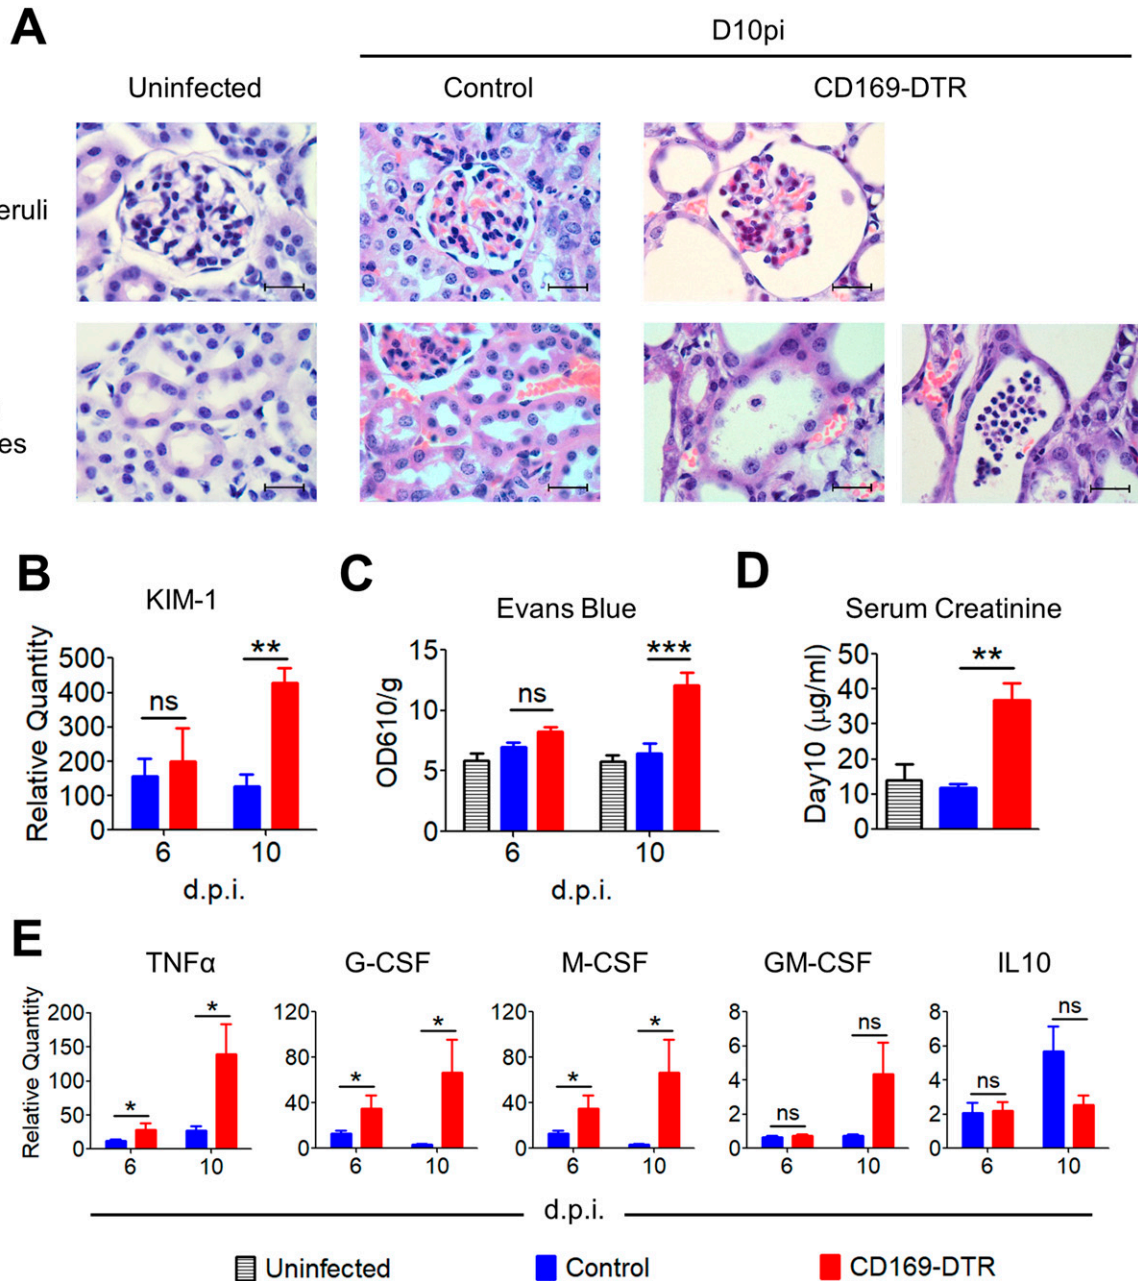 A
D10pi
Uninfected Control CD169-DTR
eruli
es
B
KIM-1
Relative Quantity
500
400
300
200
100
0
ns
**
6 10
d.p.i.
C
Evans Blue
OD610/g
15
10
5
0
ns
***
6 10
d.p.i.
D
Serum Creatinine
Day10 (µg/ml)
50
40
30
20
10
0
**
E
TNFα
Relative Quantity
200
150
100
50
0
*
*
6 10
G-CSF
120
80
40
0
*
*
6 10
M-CSF
120
80
40
0
*
*
6 10
GM-CSF
8
6
4
2
0
ns
ns
6 10
IL10
8
6
4
2
0
ns
ns
6 10
d.p.i.
Uninfected Control CD169-DTR